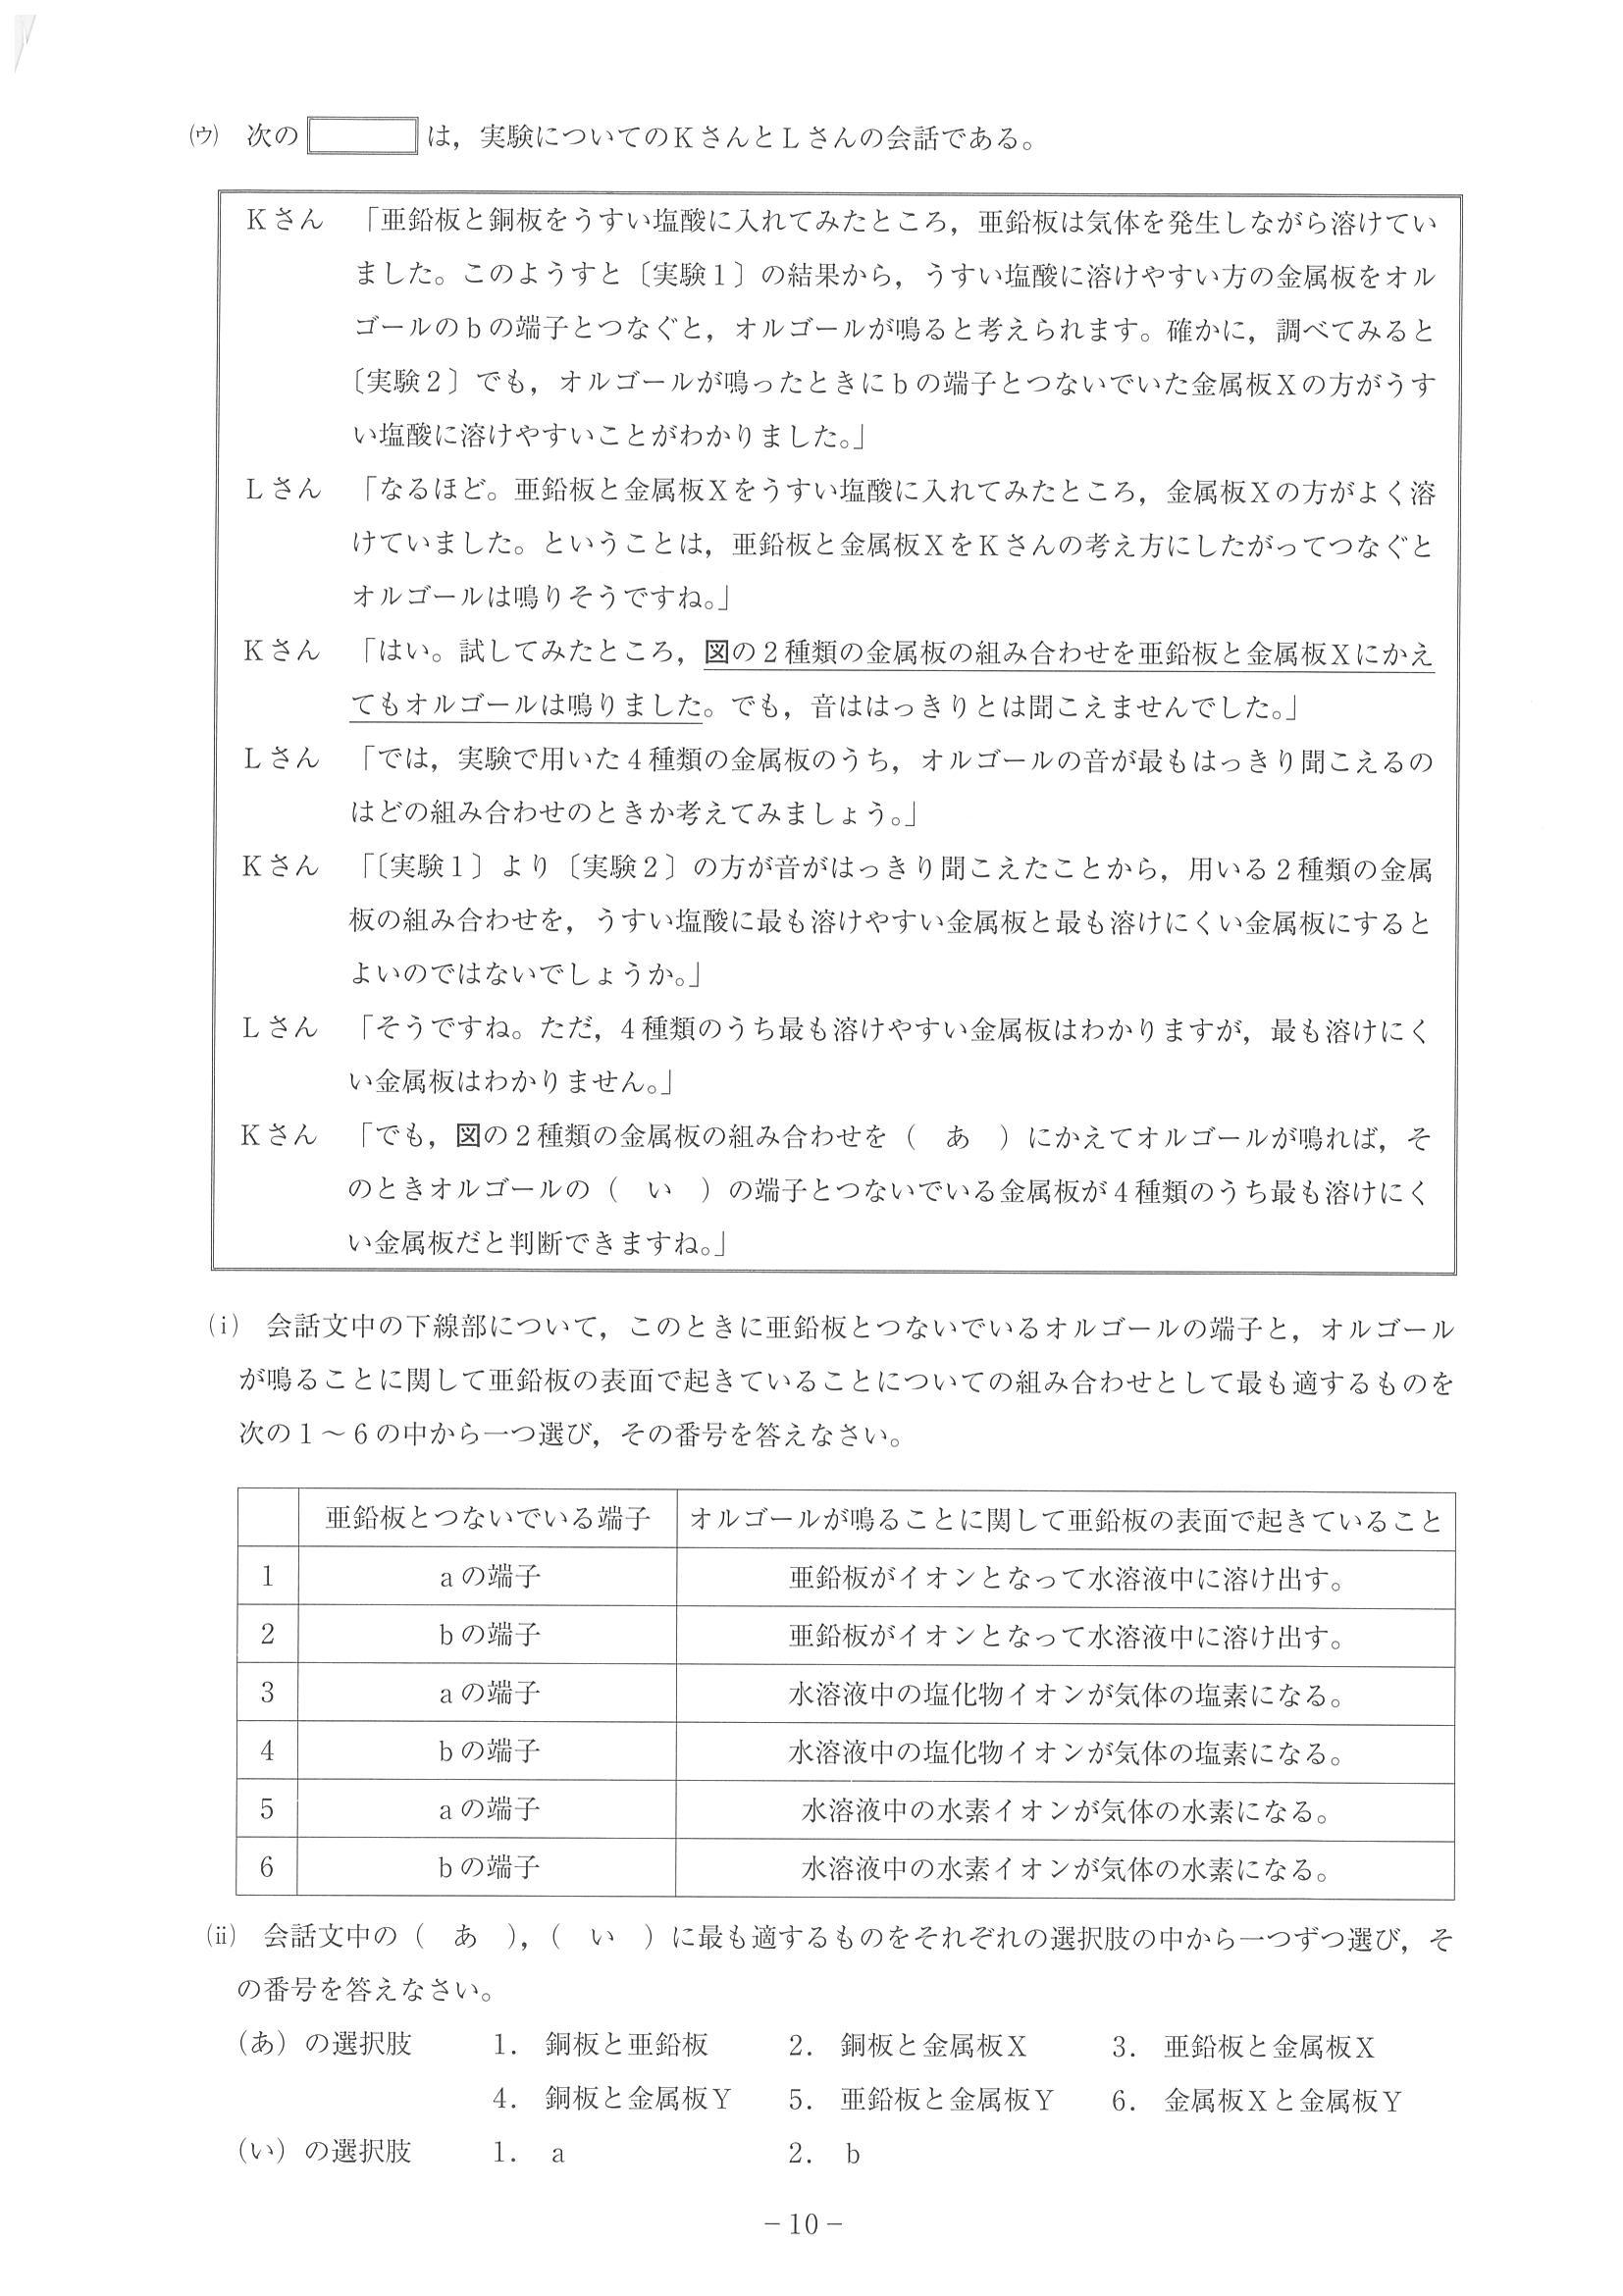 (ウ) 次の　　　は，実験についてのKさんとLさんの会話である。
Kさん 「亜鉛板と銅板をうすい塩酸に入れてみたところ，亜鉛板は気体を発生しながら溶けてい
ました。このようすと〔実験1〕の結果から，うすい塩酸に溶けやすい方の金属板をオル
ゴールのbの端子とつなぐと，オルゴールが鳴ると考えられます。確かに，調べてみると
〔実験2〕でも，オルゴールが鳴ったときにbの端子とつないでいた金属板Xの方がうす
い塩酸に溶けやすいことがわかりました。」
Lさん 「なるほど。亜鉛板と金属板Xをうすい塩酸に入れてみたところ，金属板Xの方がよく溶
けていました。ということは，亜鉛板と金属板XをKさんの考え方にしたがってつなぐと
オルゴールは鳴りそうですね。」
Kさん 「はい。試してみたところ，図の2種類の金属板の組み合わせを亜鉛板と金属板Xにかえ
てもオルゴールは鳴りました。でも，音ははっきりとは聞こえませんでした。」
Lさん 「では，実験で用いた4種類の金属板のうち，オルゴールの音が最もはっきり聞こえるの
はどの組み合わせのときか考えてみましょう。」
Kさん 「〔実験1〕より〔実験2〕の方が音がはっきり聞こえたことから，用いる2種類の金属
板の組み合わせを，うすい塩酸に最も溶けやすい金属板と最も溶けにくい金属板にすると
よいのではないでしょうか。」
Lさん 「そうですね。ただ，4種類のうち最も溶けやすい金属板はわかりますが，最も溶けにく
い金属板はわかりません。」
Kさん 「でも，図の2種類の金属板の組み合わせを（　あ　）にかえてオルゴールが鳴れば，そ
のときオルゴールの（　い　）の端子とつないでいる金属板が4種類のうち最も溶けにく
い金属板だと判断できますね。」
(i) 会話文中の下線部について，このときに亜鉛板とつないでいるオルゴールの端子と，オルゴール
が鳴ることに関して亜鉛板の表面で起きていることについての組み合わせとして最も適するものを
次の1～6の中から一つ選び，その番号を答えなさい。
亜鉛板とつないでいる端子 オルゴールが鳴ることに関して亜鉛板の表面で起きていること
1 aの端子 亜鉛板がイオンとなって水溶液中に溶け出す。
2 bの端子 亜鉛板がイオンとなって水溶液中に溶け出す。
3 aの端子 水溶液中の塩化物イオンが気体の塩素になる。
4 bの端子 水溶液中の塩化物イオンが気体の塩素になる。
5 aの端子 水溶液中の水素イオンが気体の水素になる。
6 bの端子 水溶液中の水素イオンが気体の水素になる。
(ii) 会話文中の（　あ　），（　い　）に最も適するものをそれぞれの選択肢の中から一つずつ選び，そ
の番号を答えなさい。
（あ）の選択肢 1． 銅板と亜鉛板 2． 銅板と金属板X 3． 亜鉛板と金属板X
4． 銅板と金属板Y 5． 亜鉛板と金属板Y 6． 金属板Xと金属板Y
（い）の選択肢 1． a 2． b
－10－